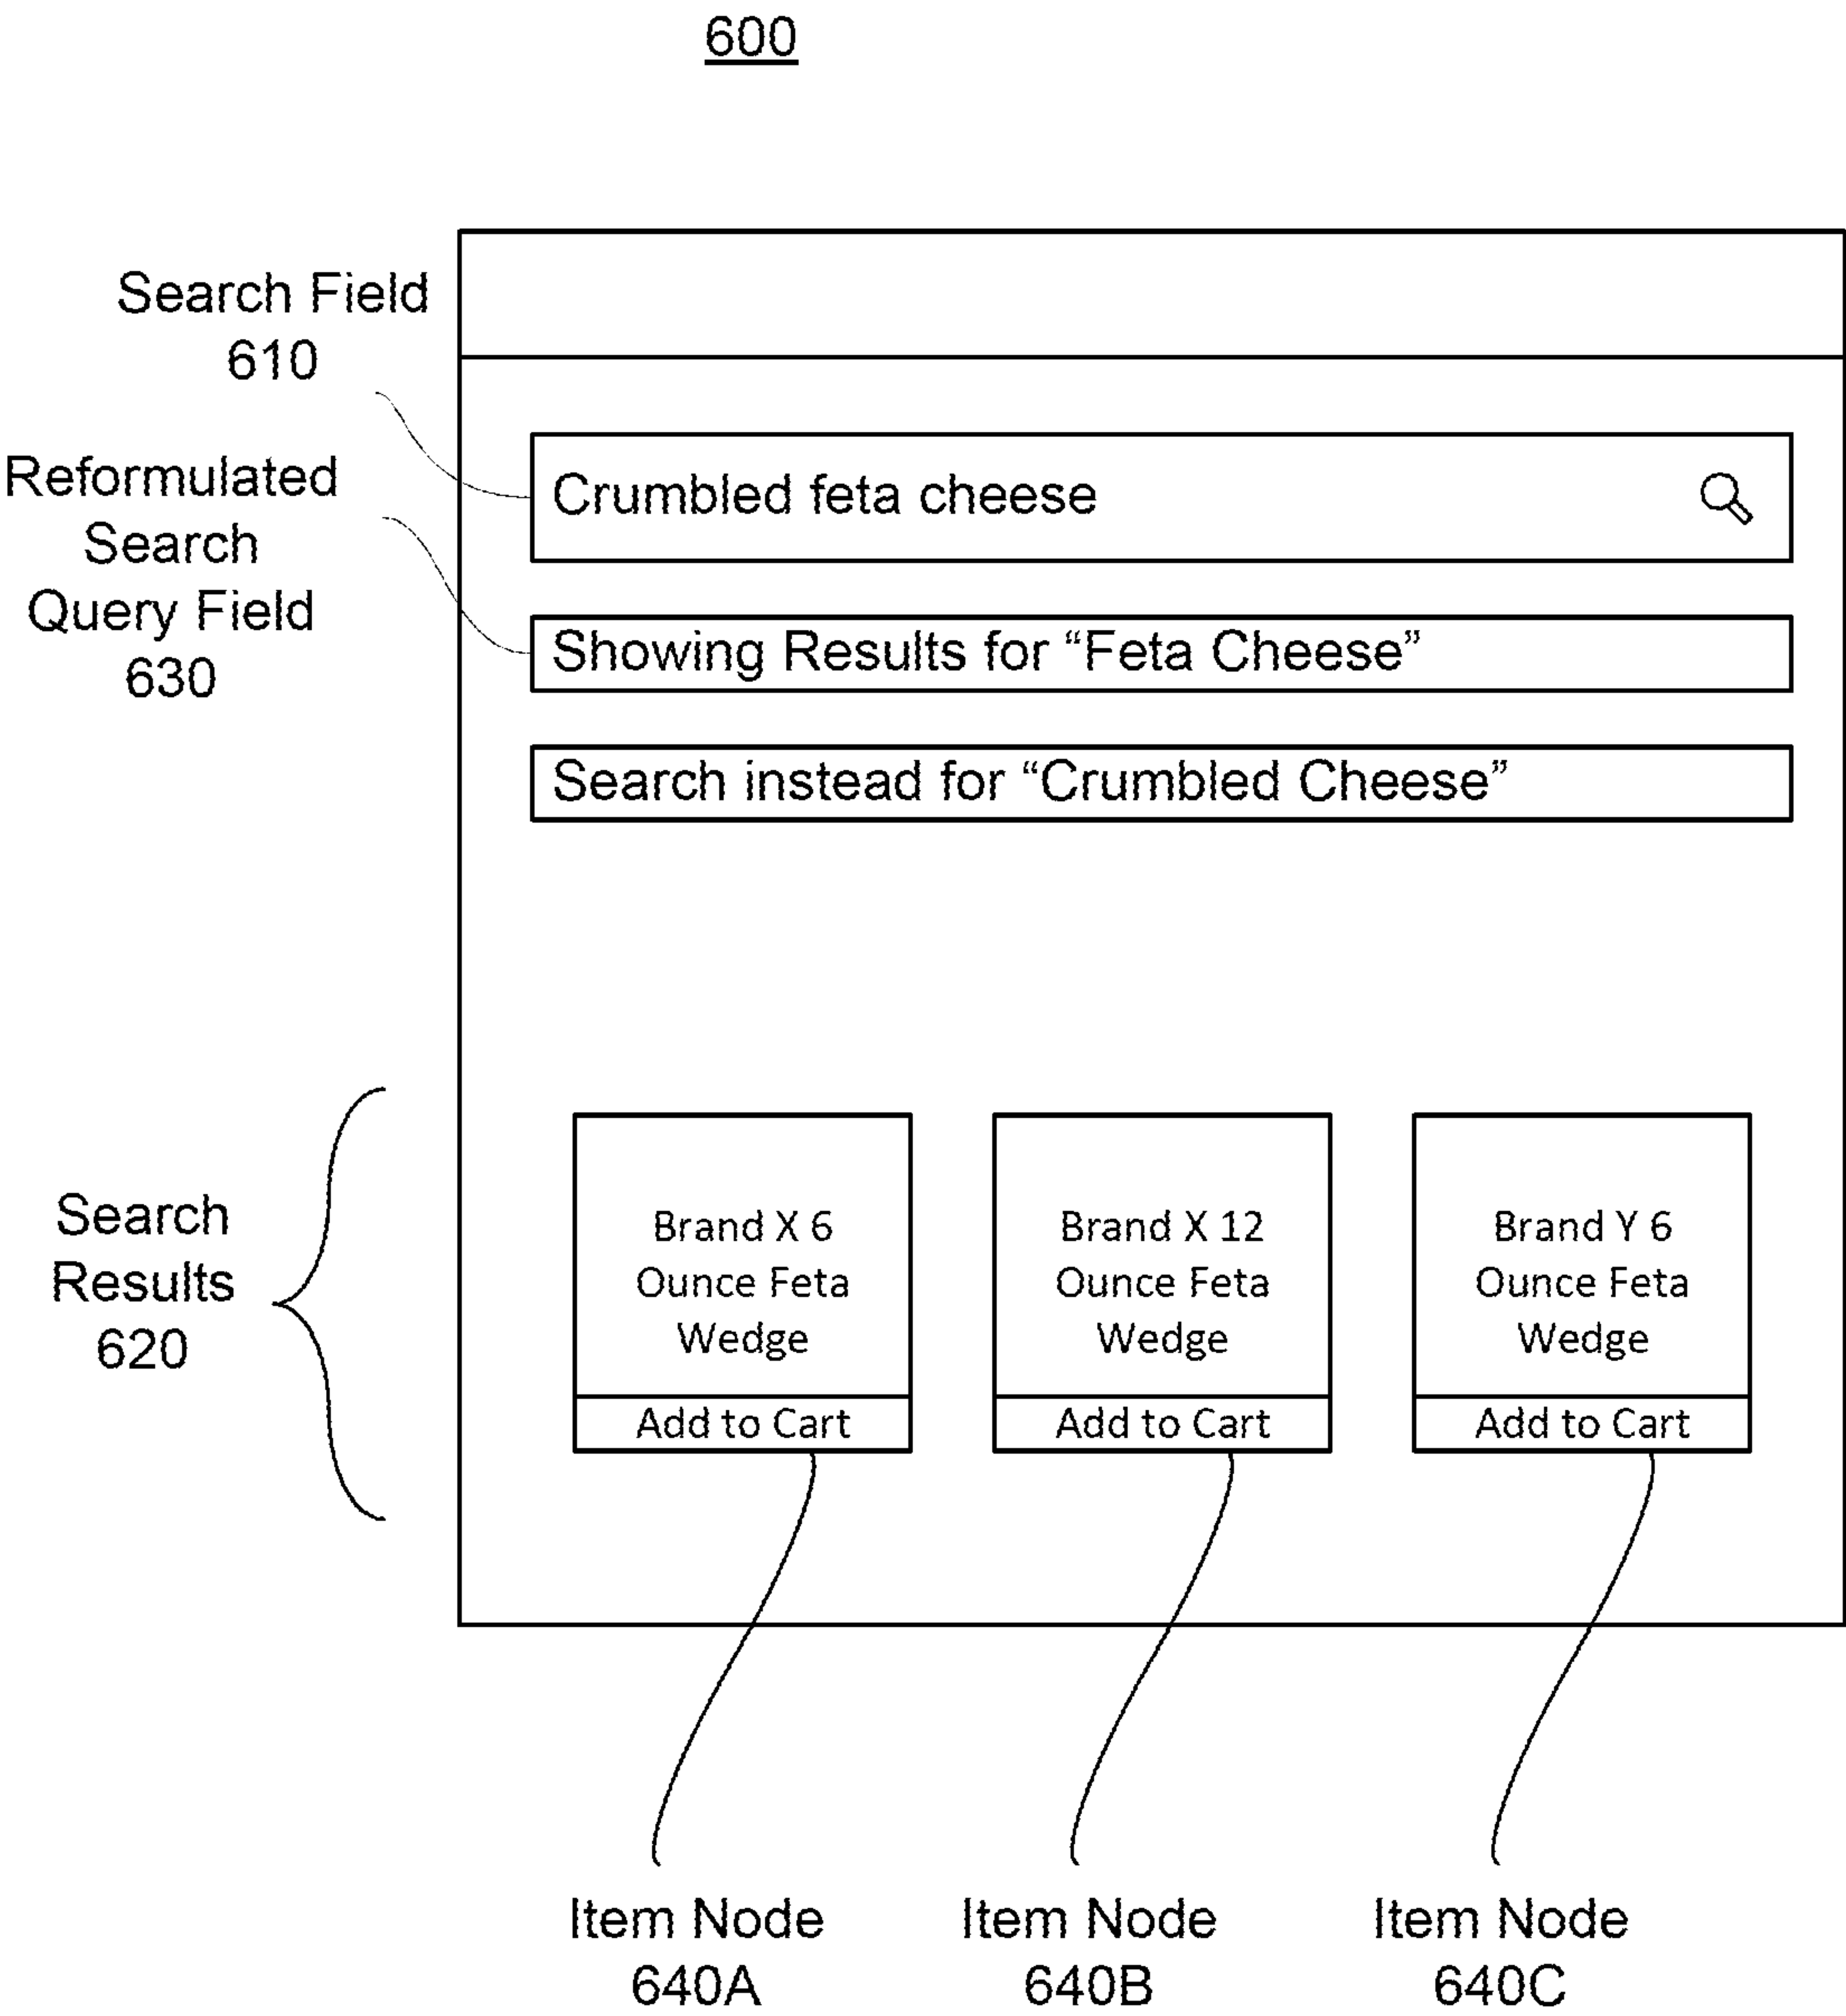 600
Search Field
610
Reformulated
Search
Query Field
630
Crumbled feta cheese
Showing Results for “Feta Cheese”
Search instead for “Crumbled Cheese”
Search
Results
620
Brand X 6
Ounce Feta
Wedge
Add to Cart
Brand X 12
Ounce Feta
Wedge
Add to Cart
Brand Y 6
Ounce Feta
Wedge
Add to Cart
Item Node
640A
Item Node
640B
Item Node
640C